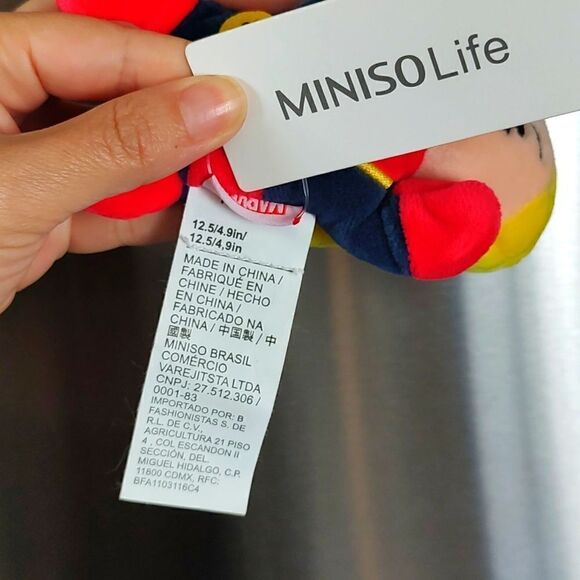 MINISO Life
MARVEL
12.5/4.9in/
12.5/4,9in
MADE IN CHINA /
FABRIQUÉ EN
CHINE / HECHO
EN CHINA /
FABRICADO NA
CHINA / 中国製 / 中
國製
MINISO BRASIL
COMÉRCIO
VAREJITSTA LTDA
CNPJ: 27.512.306 /
0001-83
IMPORTADO POR: B
FASHIONISTAS S. DE
R.L. DE C.V.,
AGRICULTURA 21 PISO
4 , COL ESCANDON II
SECCIÓN, DEL.
MIGUEL HIDALGO, C.P.
11800 CDMX, RFC:
BFA1103116C4